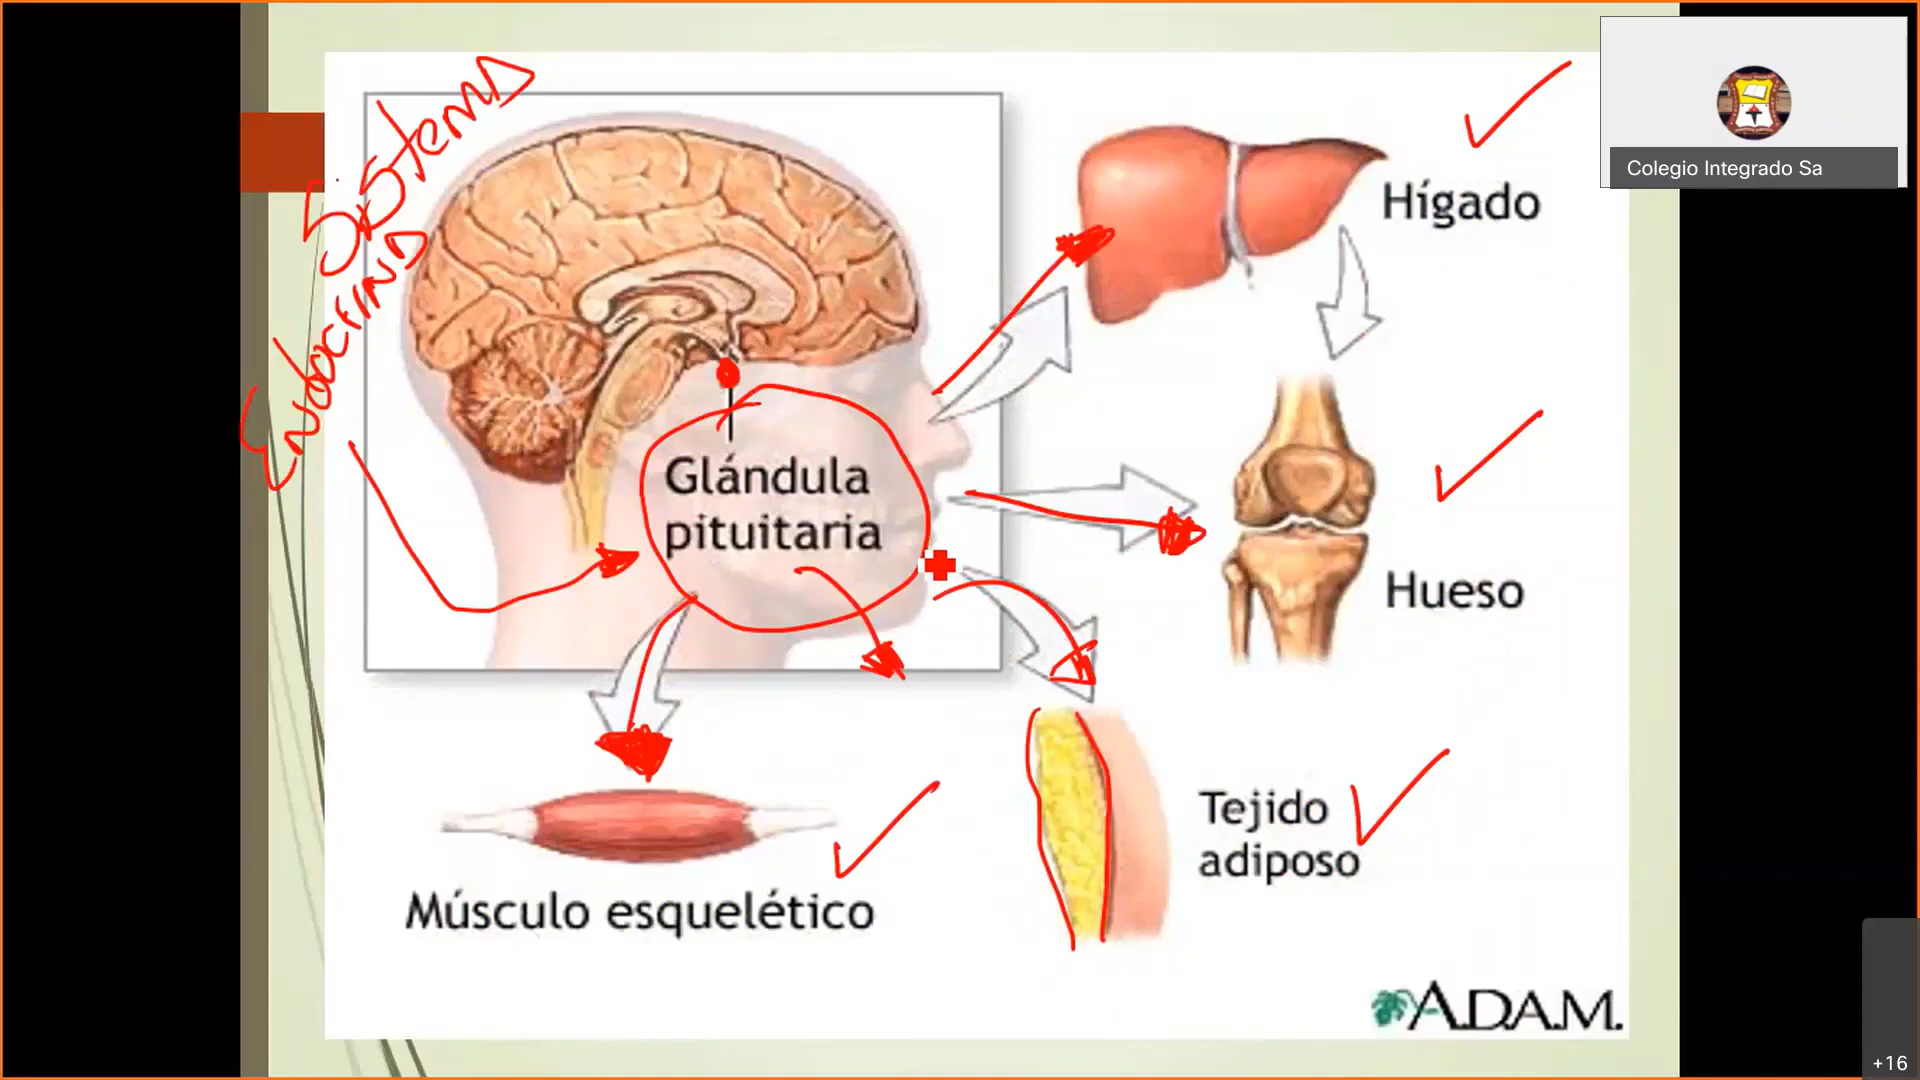 Sistema
Endocrino
Glándula
pituitaria
Hígado
Hueso
Tejido
adiposo
Músculo esquelético
A.D.A.M.
Colegio Integrado Sa
+16